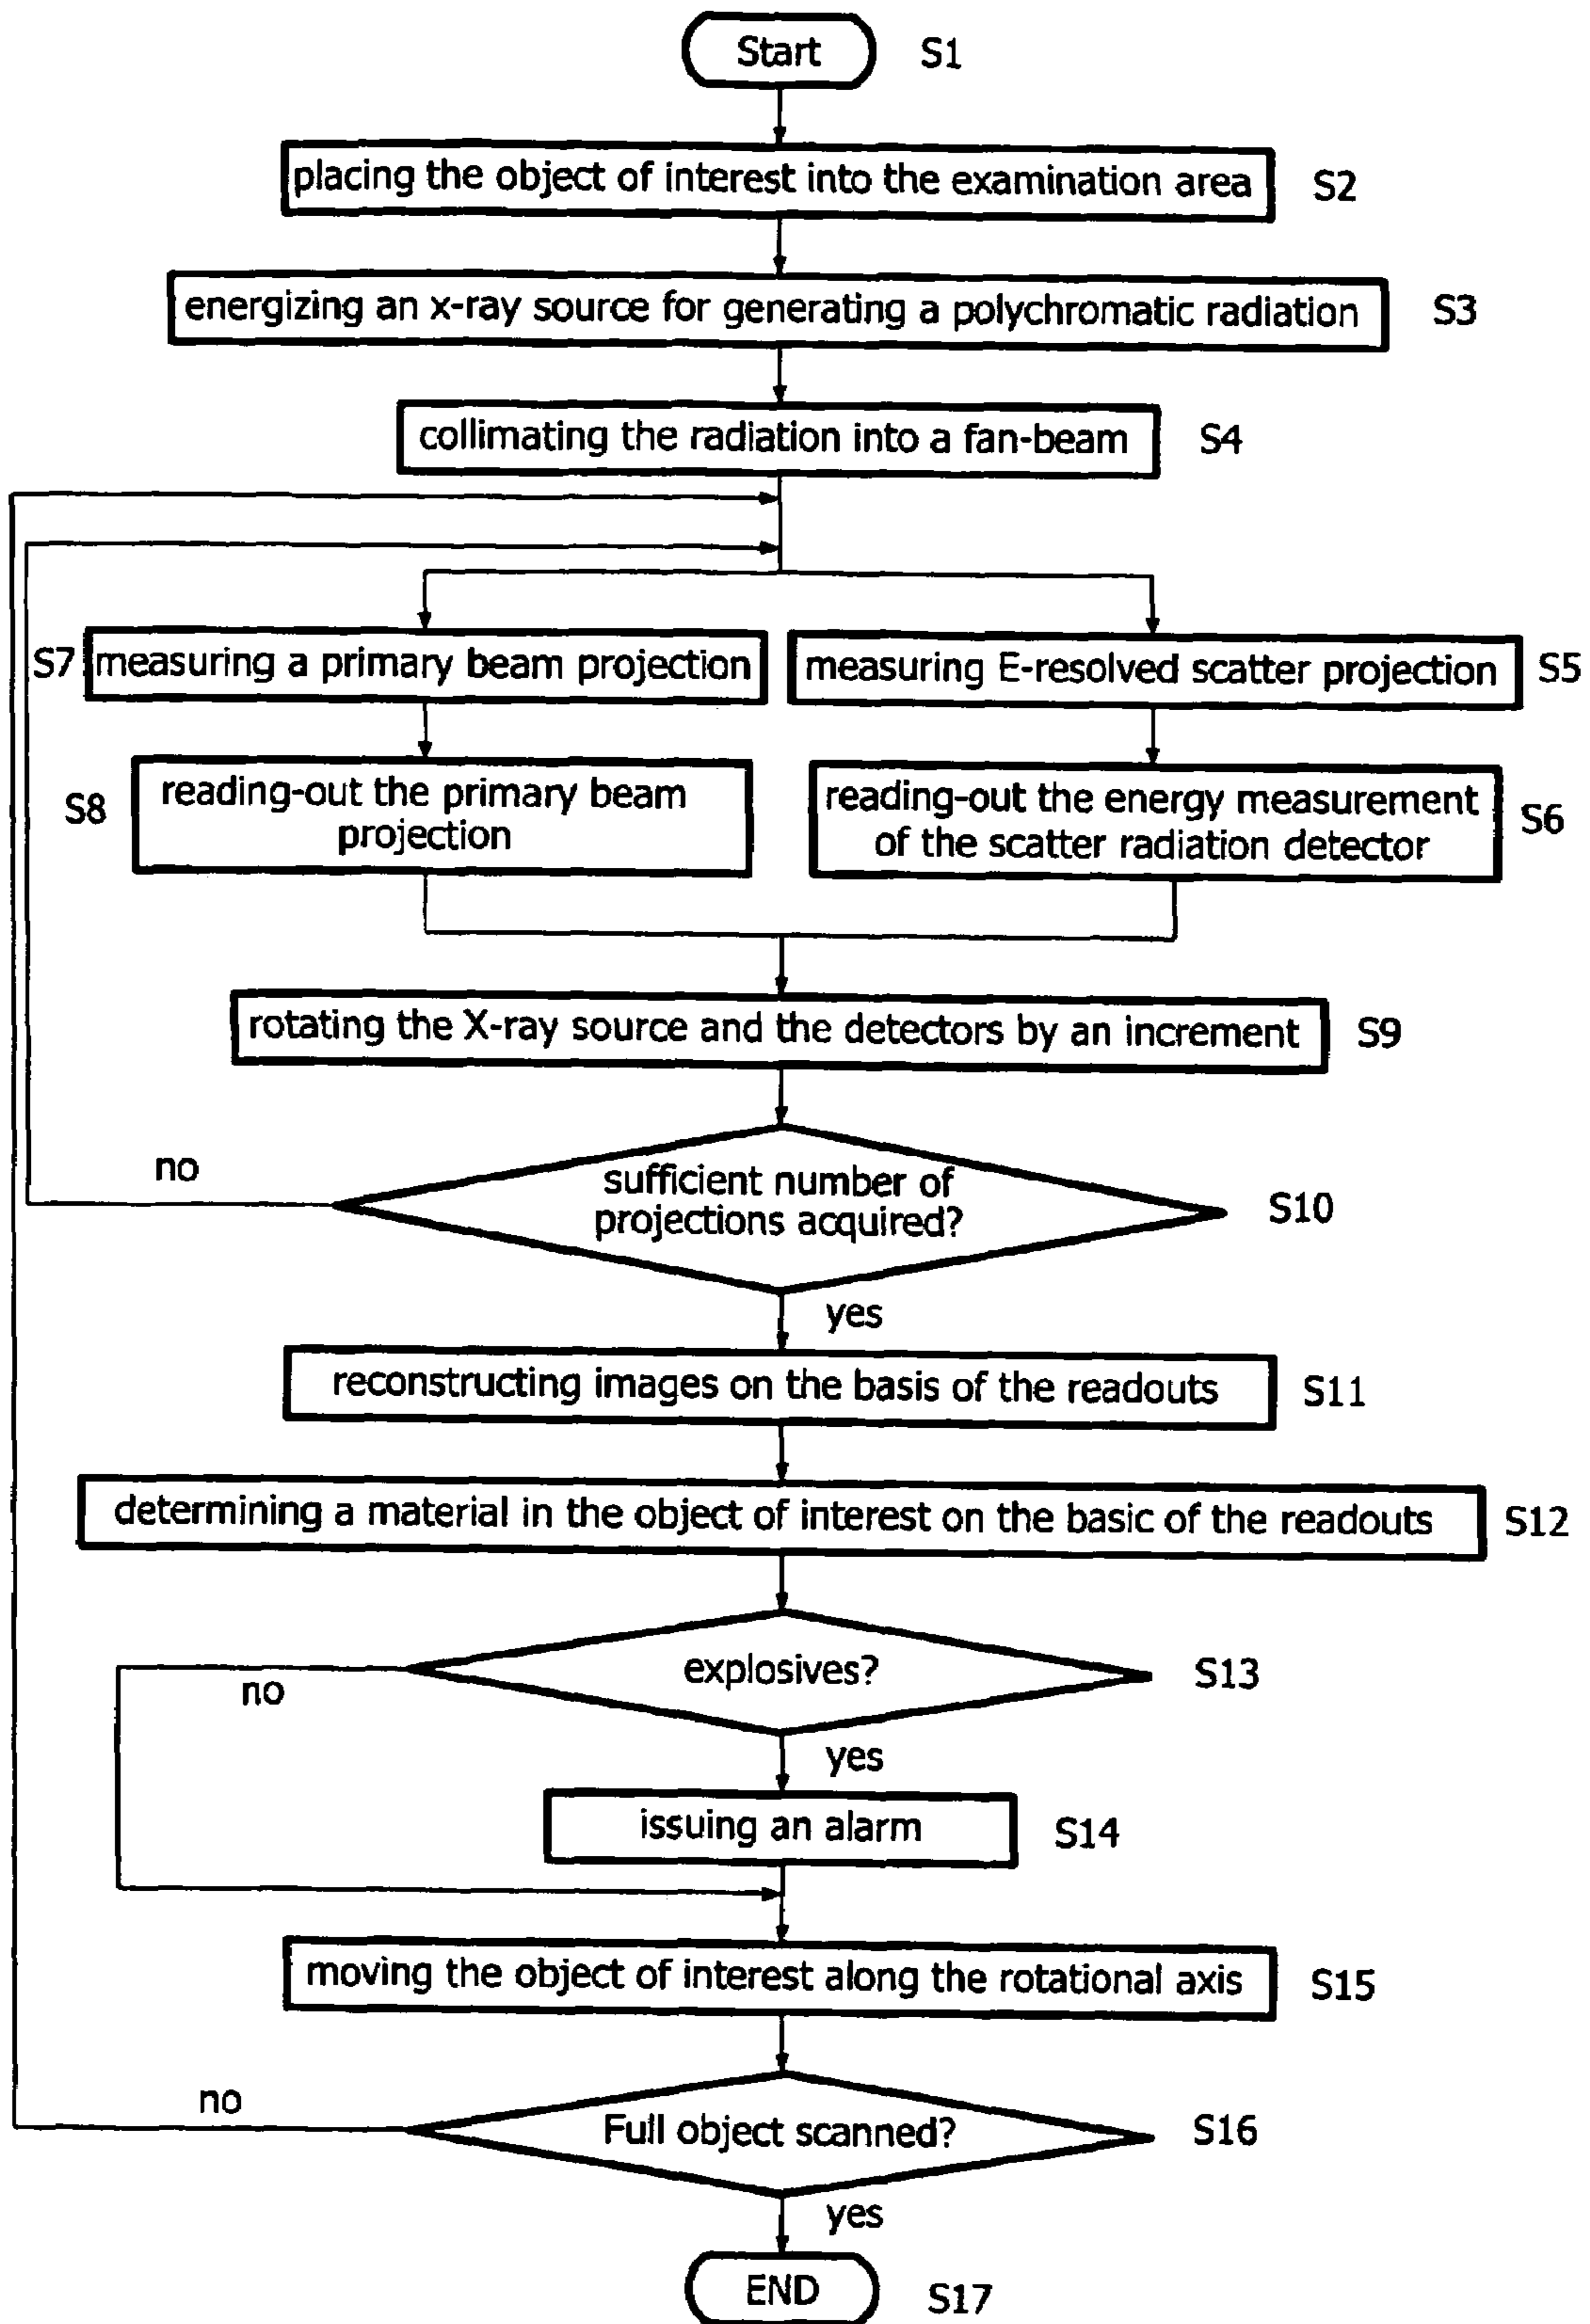 Start
S1
placing the object of interest into the examination area
S2
energizing an x-ray source for generating a polychromatic radiation
S3
collimating the radiation into a fan-beam
S4
S7
measuring a primary beam projection
measuring E-resolved scatter projection
S5
S8
reading-out the primary beam
projection
reading-out the energy measurement
of the scatter radiation detector
S6
rotating the X-ray source and the detectors by an increment
S9
no
sufficient number of
projections acquired?
S10
yes
reconstructing images on the basis of the readouts
S11
determining a material in the object of interest on the basic of the readouts
S12
explosives?
S13
no
yes
issuing an alarm
S14
moving the object of interest along the rotational axis
S15
no
Full object scanned?
S16
yes
END
S17